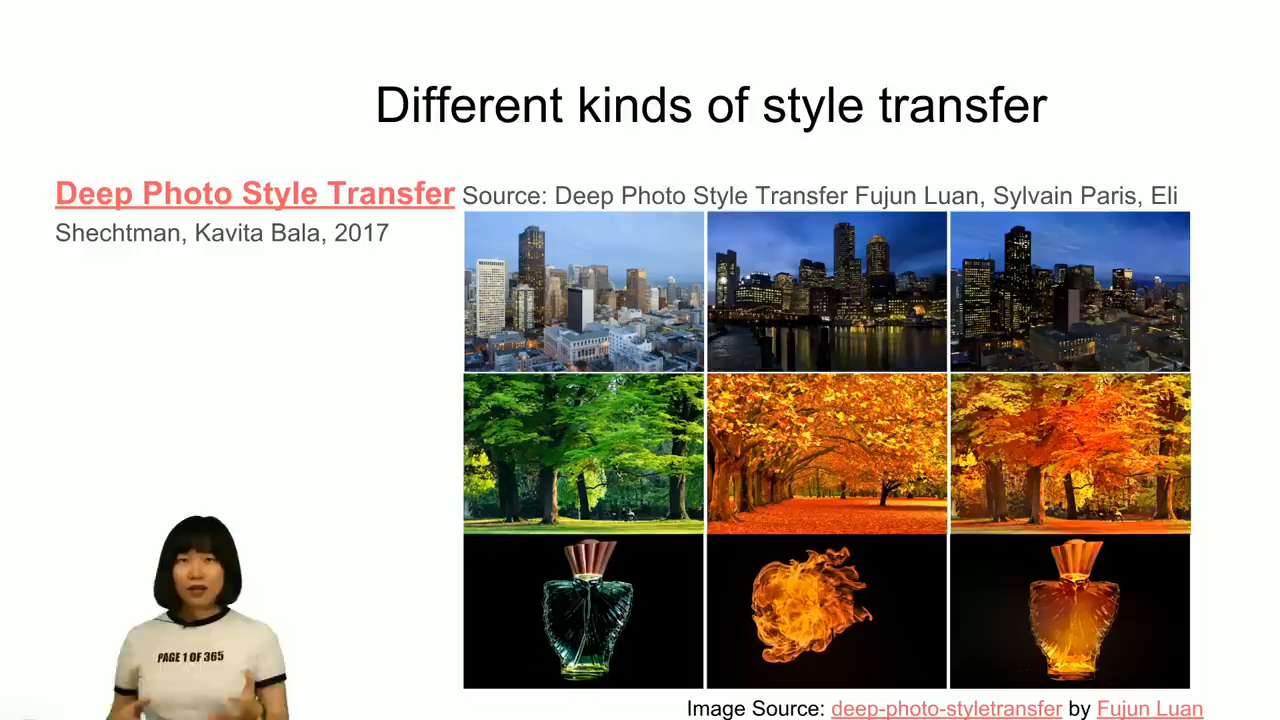 Different kinds of style transfer
Deep Photo Style Transfer Source: Deep Photo Style Transfer Fujun Luan, Sylvain Paris, Eli
Shechtman, Kavita Bala, 2017
PAGE 1 OF 365
Image Source: deep-photo-styletransfer by Fujun Luan